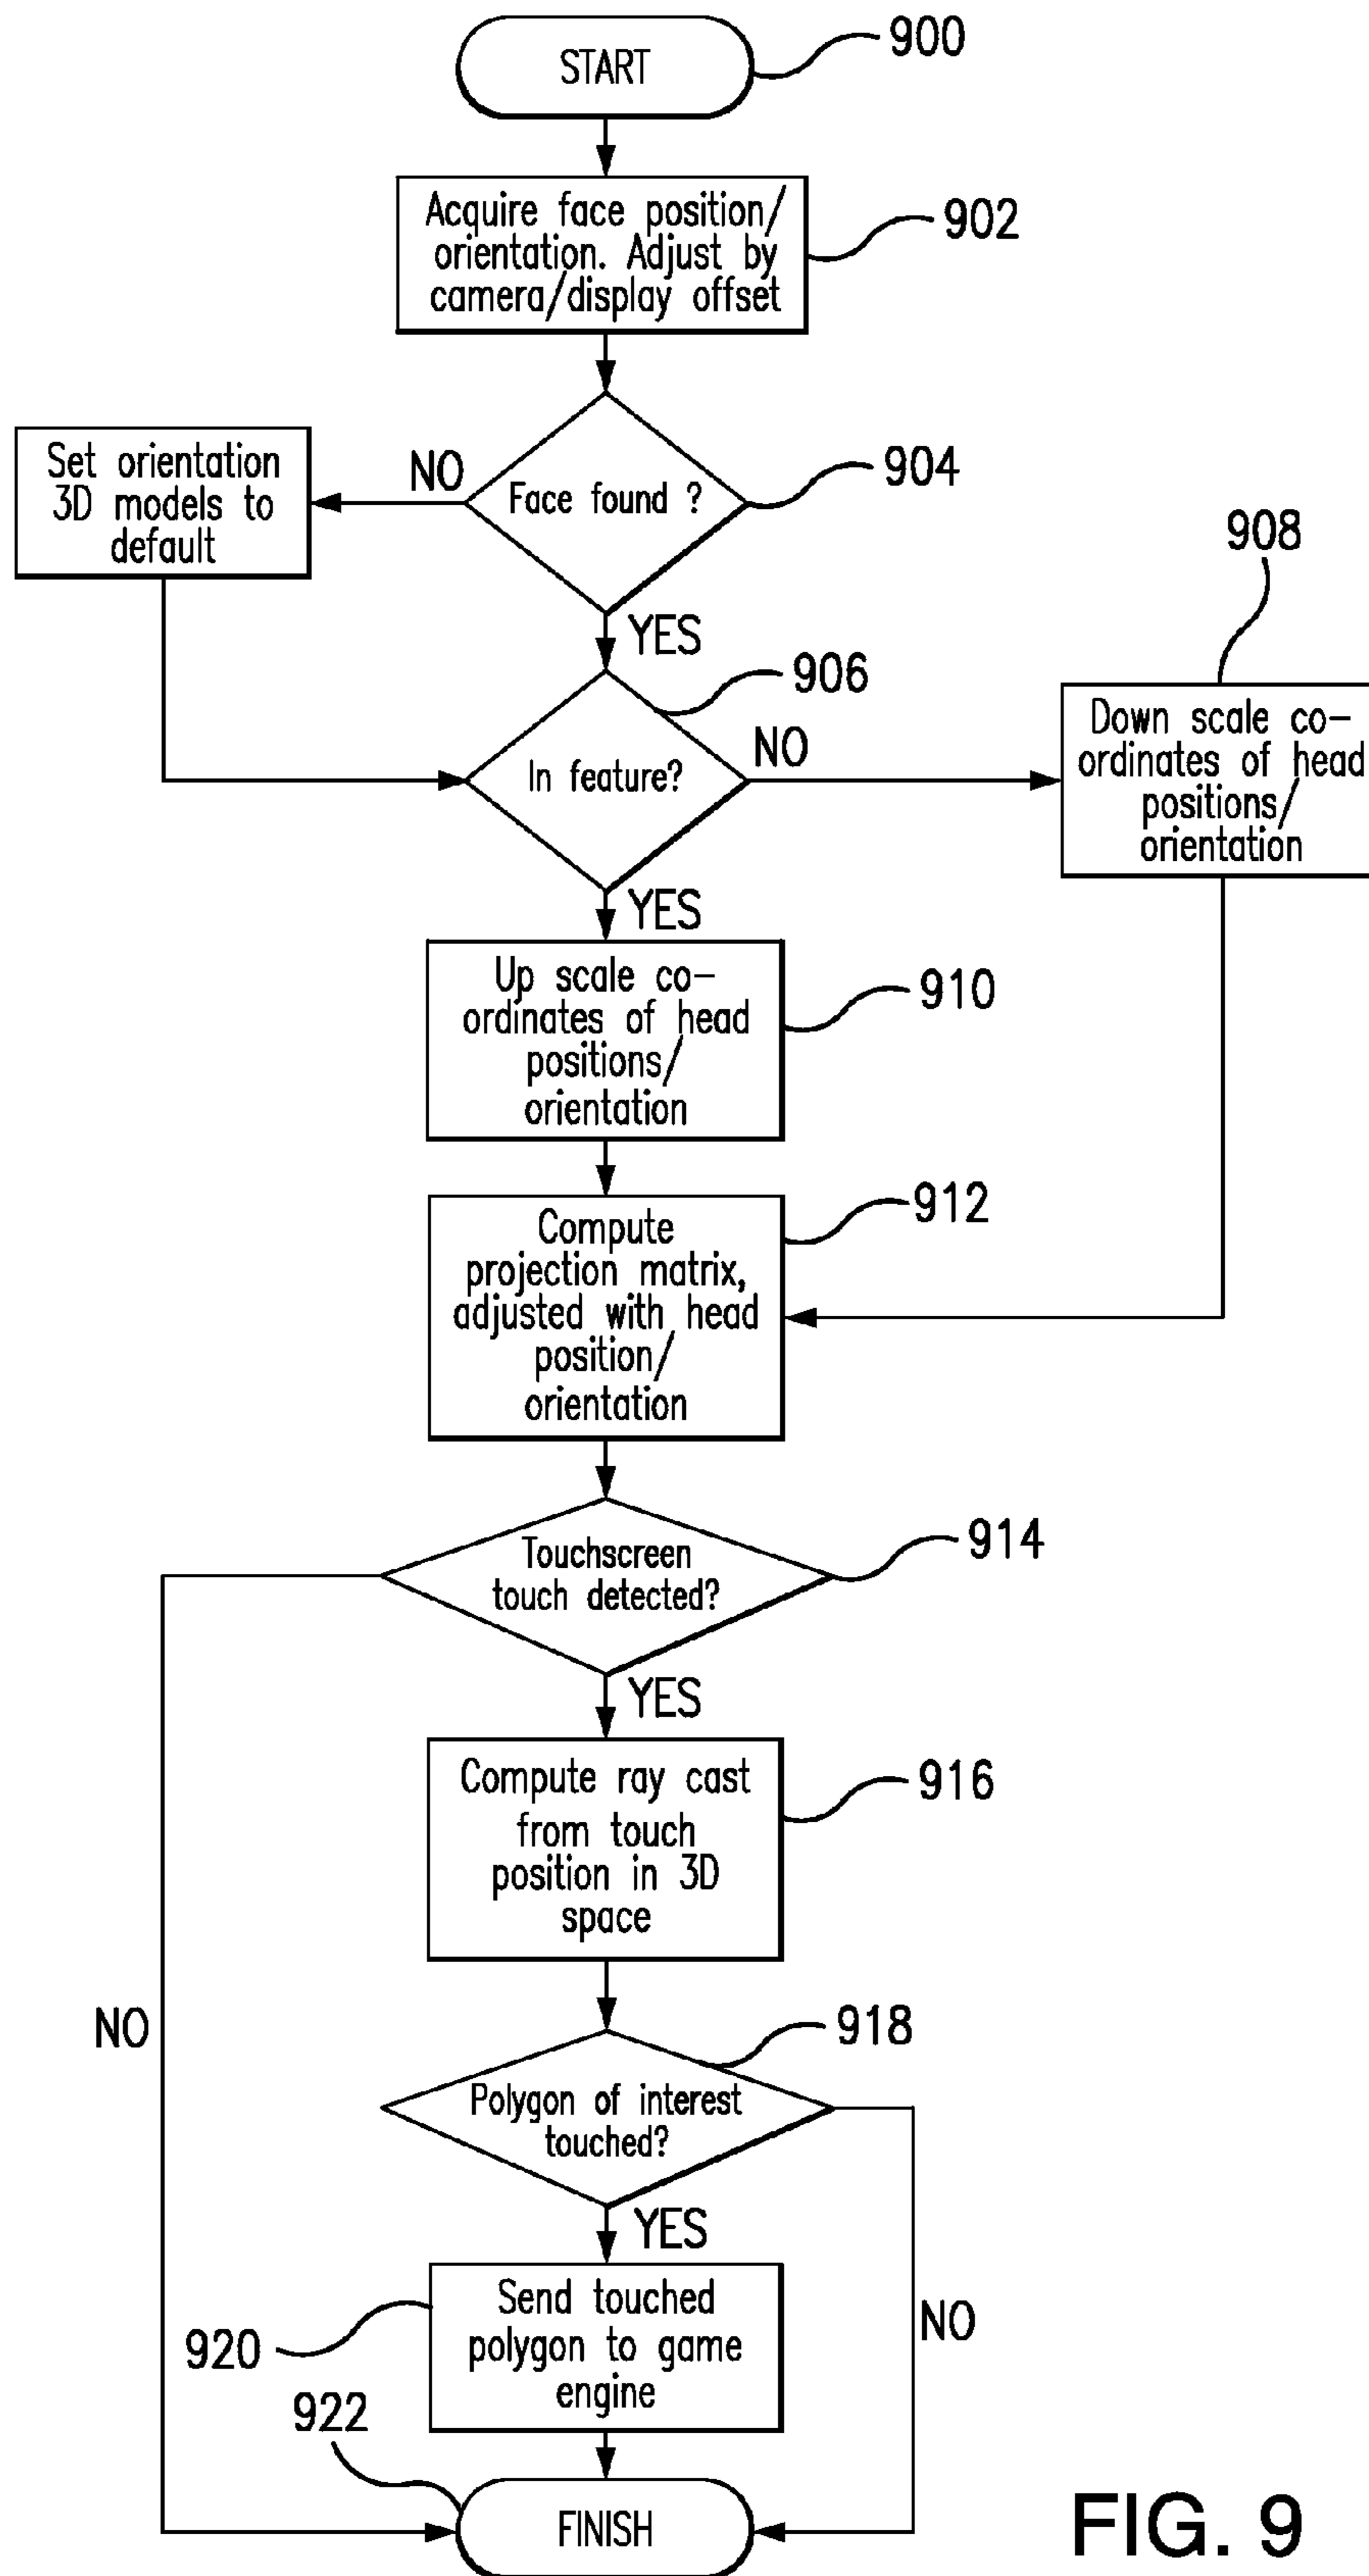 START
900
Acquire face position/
orientation. Adjust by
camera/display offset
902
Face found ?
904
NO
Set orientation
3D models to
default
YES
In feature?
906
NO
908
Down scale co-
ordinates of head
positions/
orientation
YES
Up scale co-
ordinates of head
positions/
orientation
910
Compute
projection matrix,
adjusted with head
position/
orientation
912
Touchscreen
touch detected?
914
YES
NO
Compute ray cast
from touch
position in 3D
space
916
Polygon of interest
touched?
918
YES
NO
Send touched
polygon to game
engine
920
922
FINISH
FIG. 9